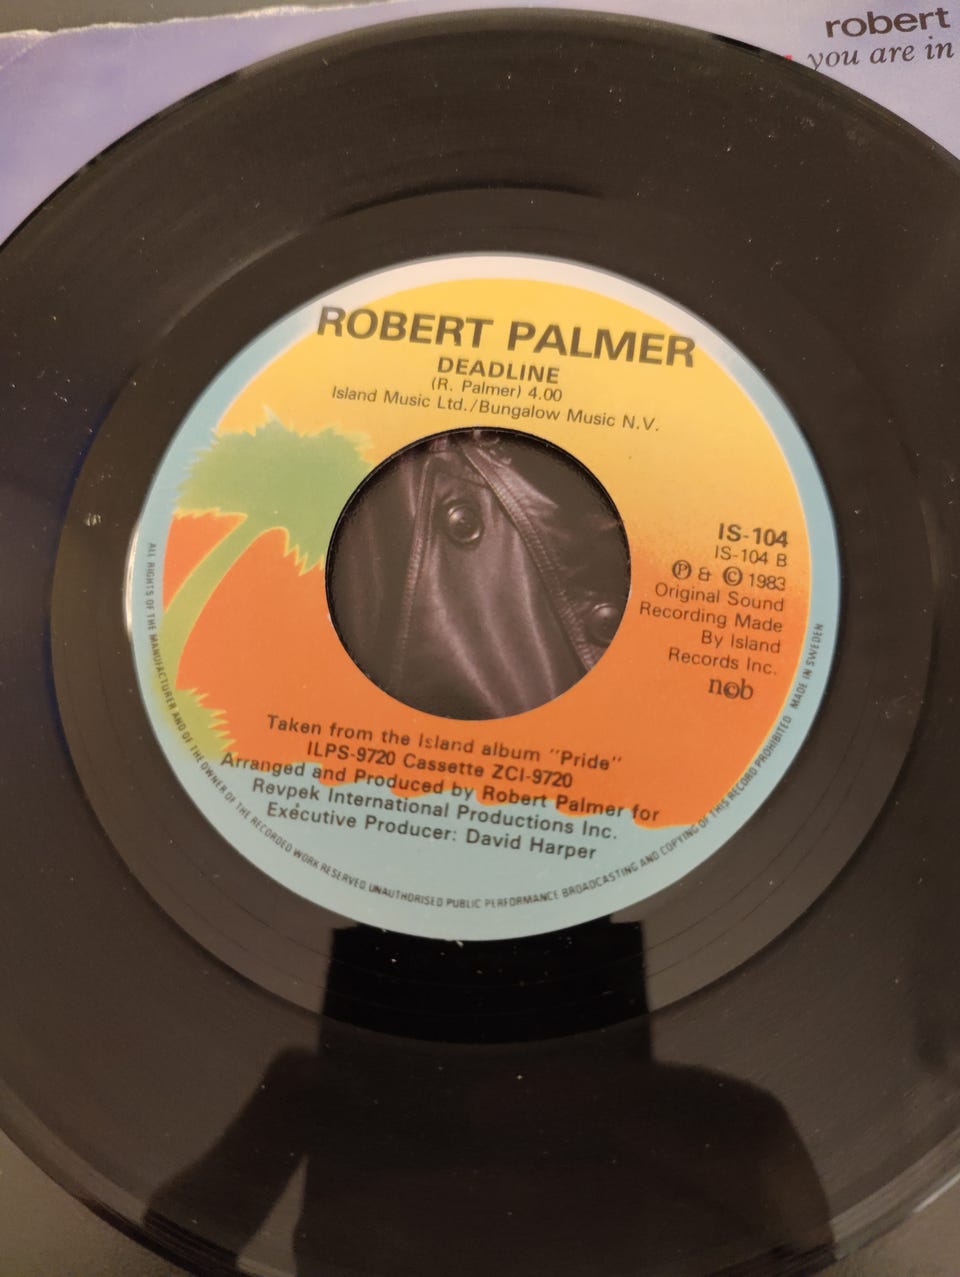 robert
you are in
ROBERT PALMER
DEADLINE
(R. Palmer) 4.00
Island Music Ltd./Bungalow Music N.V.
IS-104
IS-104 B
Ⓟ & © 1983
Original Sound
Recording Made
By Island
Records Inc.
ncb
Taken from the Island album "Pride"
ILPS-9720 Cassette ZCI-9720
Arranged and Produced by Robert Palmer for
Revpek International Productions Inc.
Executive Producer: David Harper
ALL RIGHTS OF THE MANUFACTURER AND OF THE OWNER OF THE RECORDED WORK RESERVED UNAUTHORISED PUBLIC PERFORMANCE BROADCASTING AND COPYING OF THIS RECORD PROHIBITED MADE IN SWEDEN